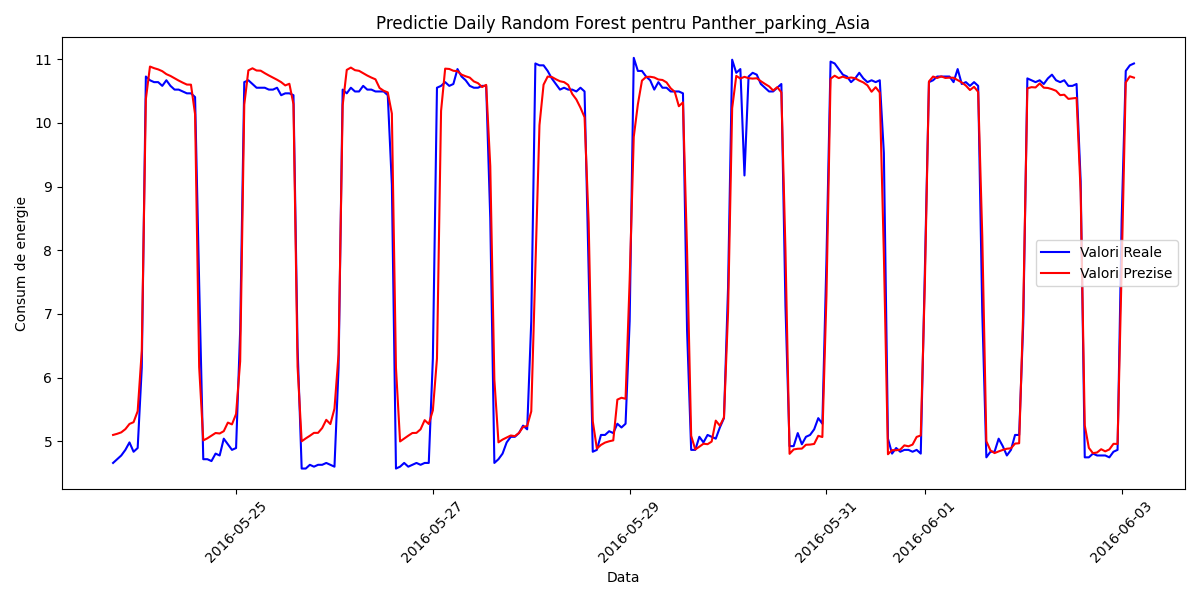 Predictie Daily Random Forest pentru Panther_parking_Asia
Consum de energie
11
10
9
8
7
6
5
Valori Reale
Valori Prezise
2016-05-25
2016-05-27
2016-05-29
2016-05-31
2016-06-01
2016-06-03
Data